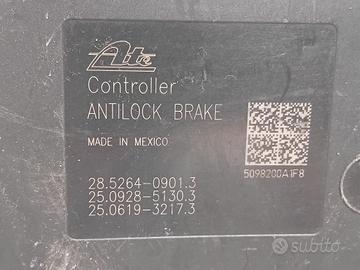 Ate
Controller
ANTILOCK BRAKE
MADE IN MEXICO
509820DA1F8
28.5264-0901.3
25.0928-5130.3
25.0619-3217.3
subito